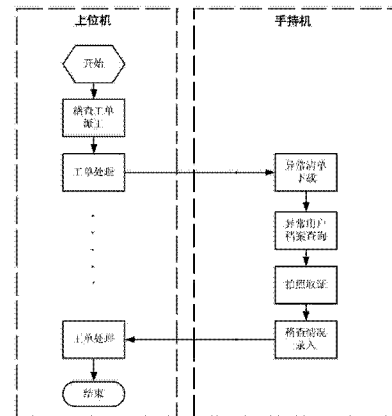 上位机
手持机
开始
稽查工单
派工
工单处理
异常清单
下载
异常用户
档案查询
拍照取证
稽查情况
录入
工单处理
结束